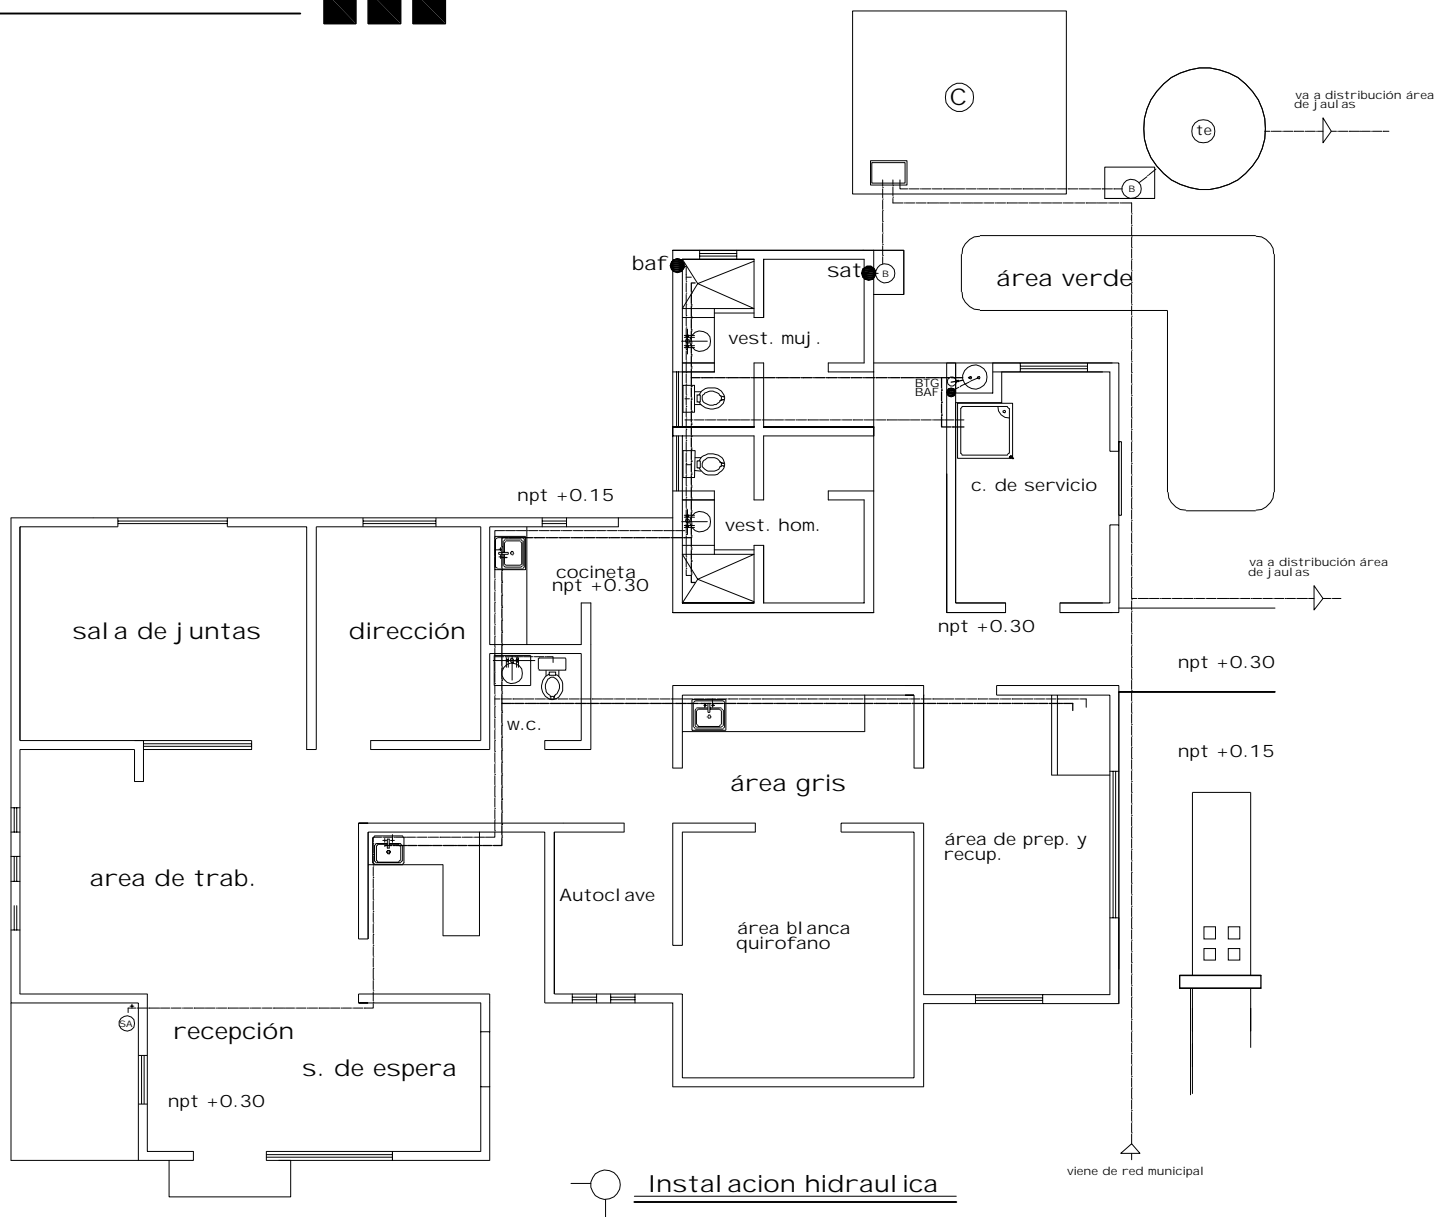 C
te
va a distribución área
de jaulas
B
baf
sat
B
área verde
vest. muj.
BTG
BAF
c. de servicio
npt +0.15
vest. hom.
cocineta
npt +0.30
va a distribución área
de jaulas
sala de juntas
dirección
npt +0.30
npt +0.30
w.c.
npt +0.15
área gris
área de prep. y
recup.
area de trab.
Autoclave
área blanca
quirofano
SA
recepción
s. de espera
npt +0.30
viene de red municipal
Instalacion hidraulica